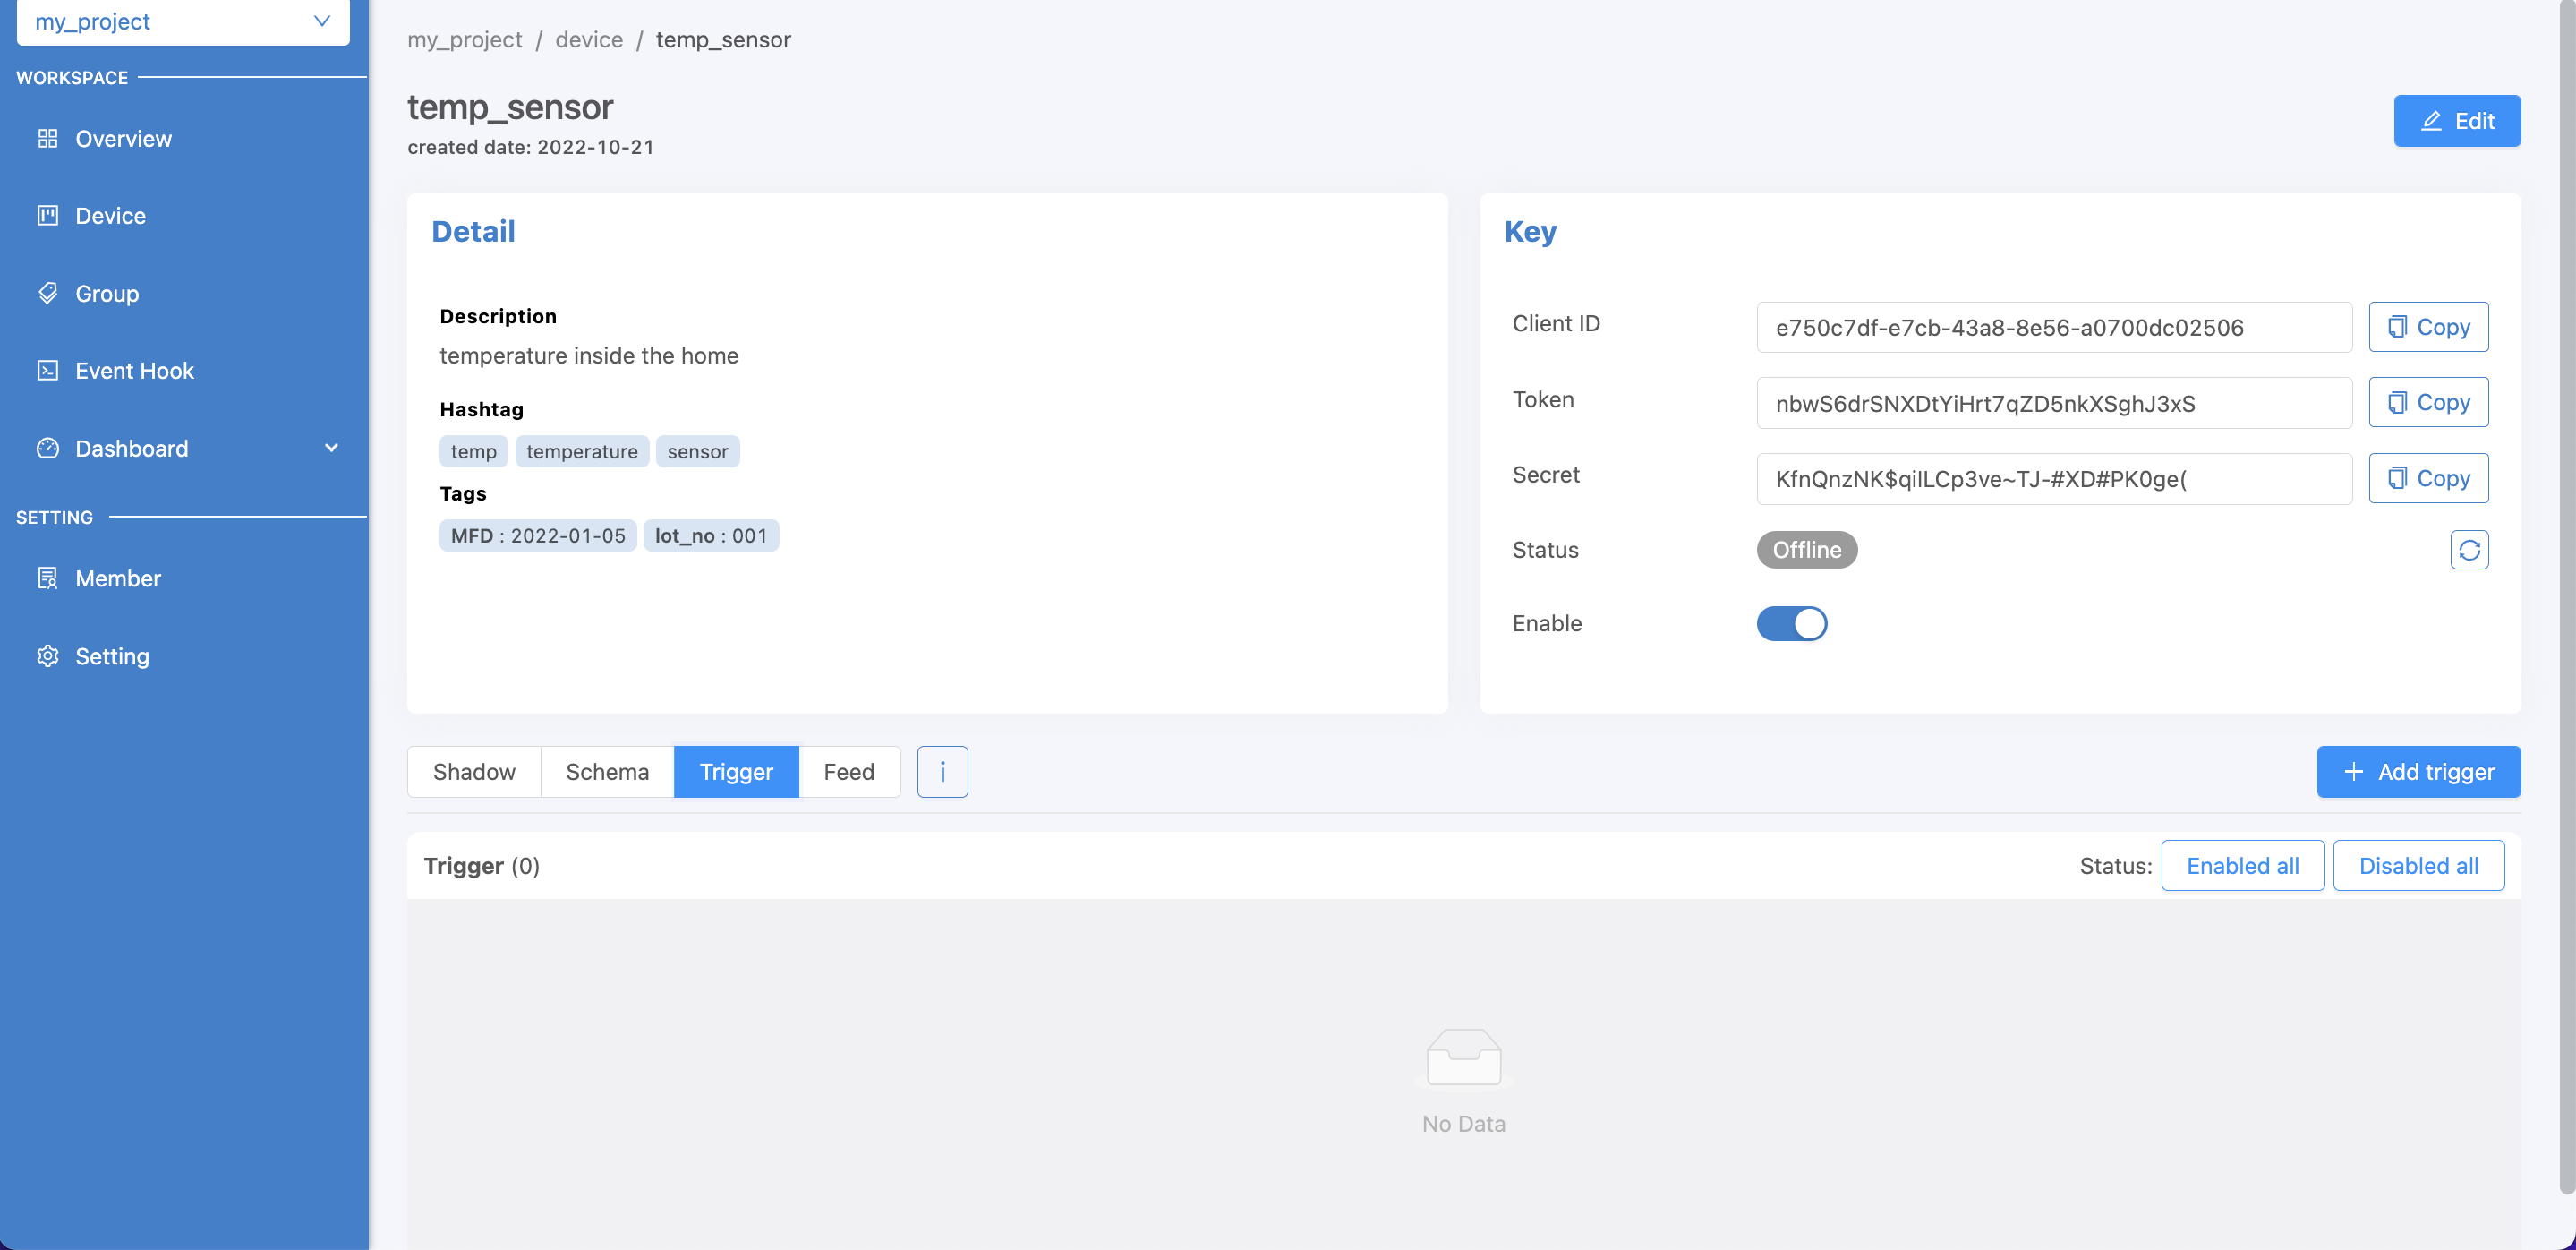 my_project
WORKSPACE
Overview
Device
Group
Event Hook
Dashboard
SETTING
Member
Setting
my_project / device / temp_sensor
temp_sensor
created date: 2022-10-21
Edit
Detail
Description
temperature inside the home
Hashtag
temp temperature sensor
Tags
MFD : 2022-01-05 lot_no : 001
Key
Client ID e750c7df-e7cb-43a8-8e56-a0700dc02506 Copy
Token nbwS6drSNXDtYiHrt7qZD5nkXSghJ3xS Copy
Secret KfnQnzNK$qiILCp3ve~TJ-#XD#PK0ge( Copy
Status Offline
Enable
Shadow Schema Trigger Feed i
+ Add trigger
Trigger (0)
Status: Enabled all Disabled all
No Data